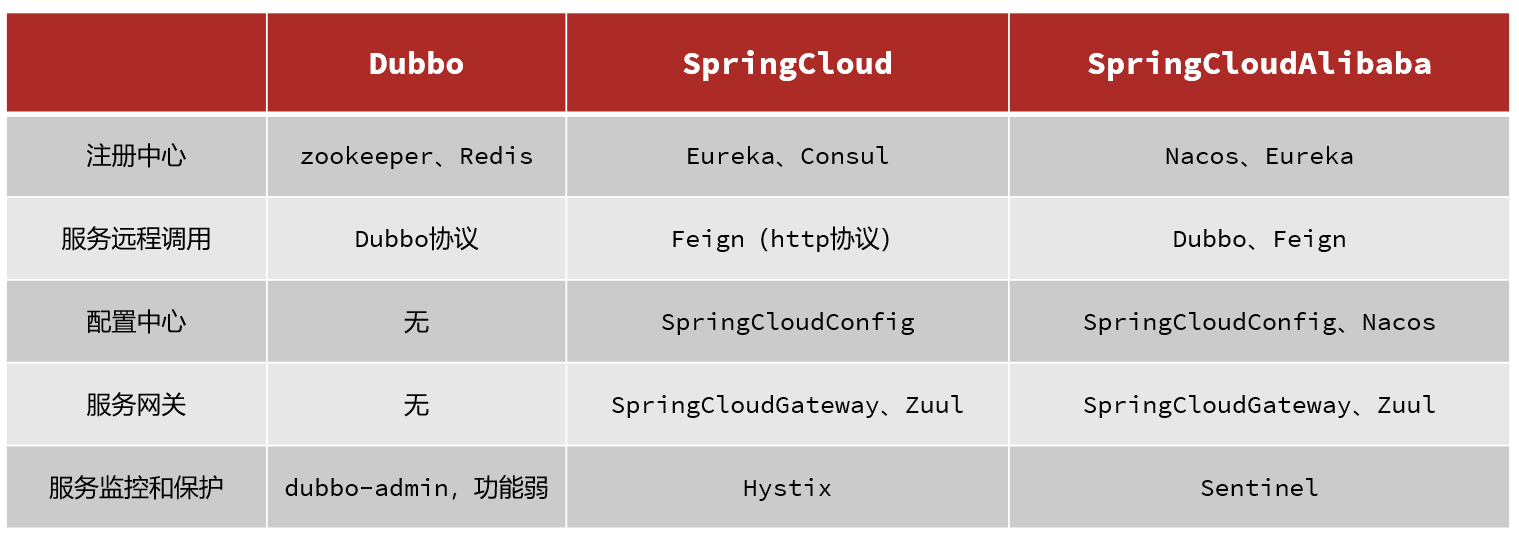 Dubbo SpringCloud SpringCloudAlibaba
注册中心 zookeeper、Redis Eureka、Consul Nacos、Eureka
服务远程调用 Dubbo协议 Feign（http协议） Dubbo、Feign
配置中心 无 SpringCloudConfig SpringCloudConfig、Nacos
服务网关 无 SpringCloudGateway、Zuul SpringCloudGateway、Zuul
服务监控和保护 dubbo-admin，功能弱 Hystix Sentinel